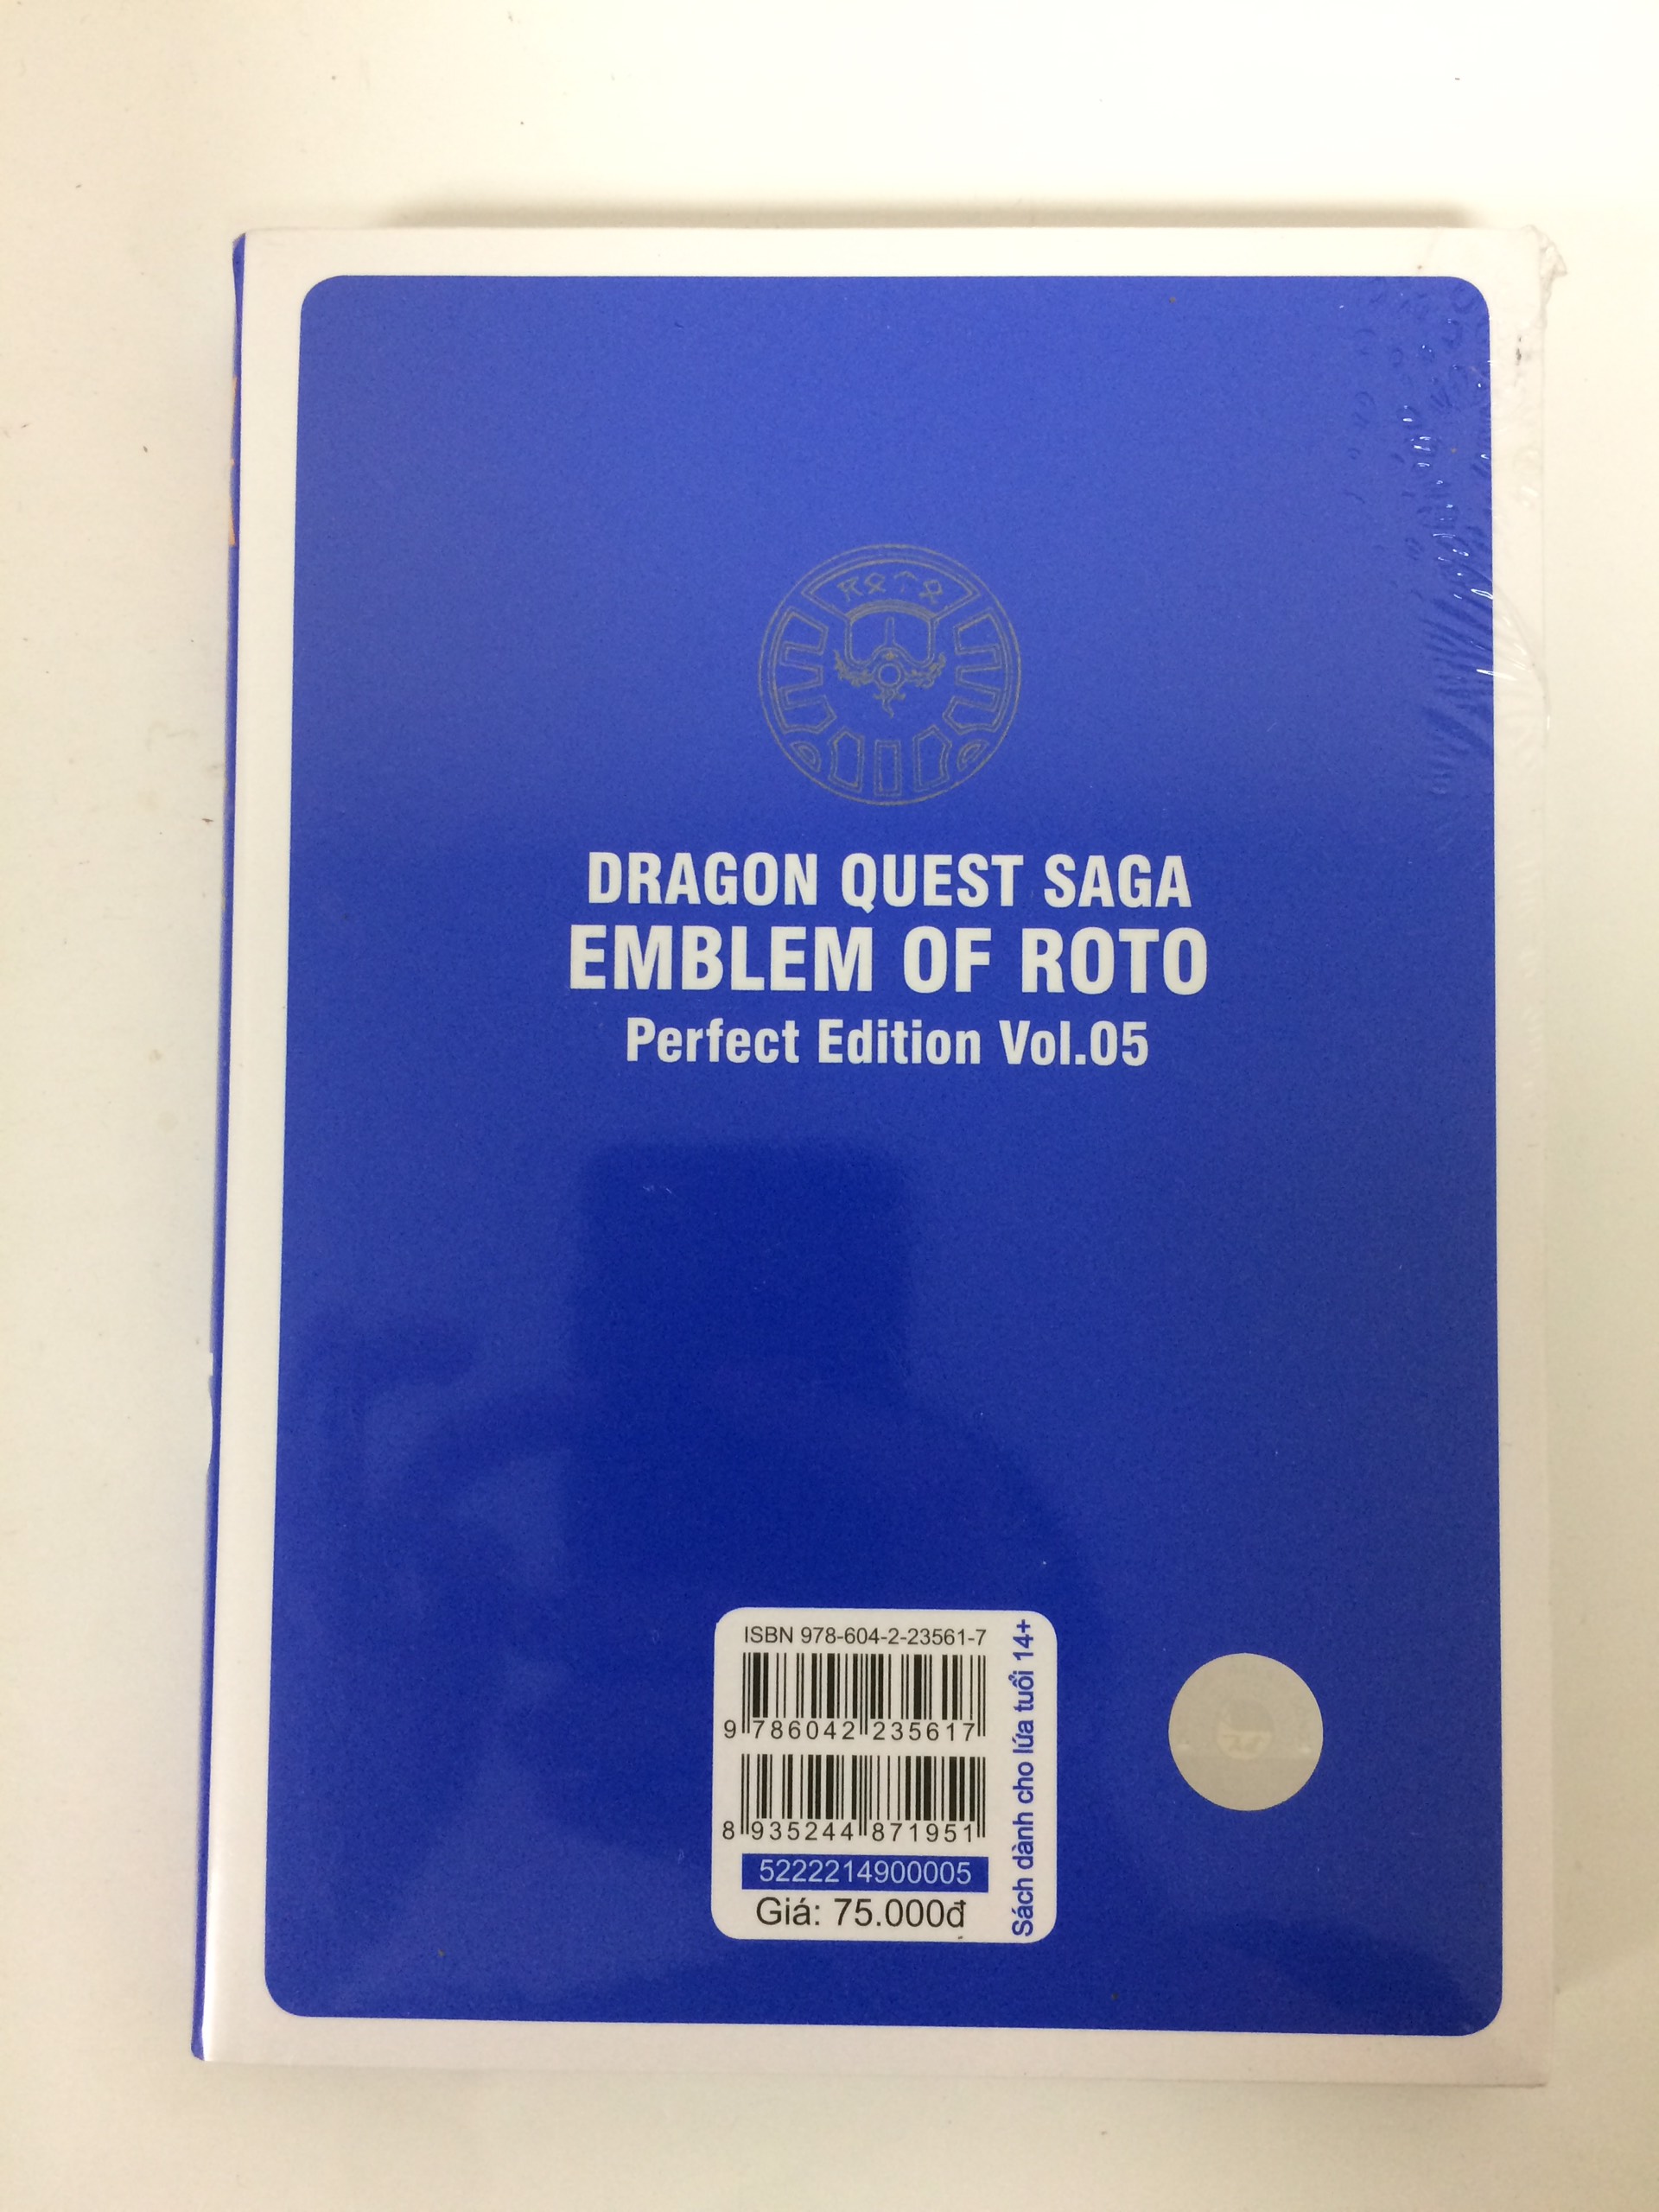 ROTO
DRAGON QUEST SAGA
EMBLEM OF ROTO
Perfect Edition Vol.05
ISBN 978-604-2-23561-7
9 786042 235617
8 935244 871951
5222214900005
Giá: 75.000đ
Sách dành cho lứa tuổi 14+